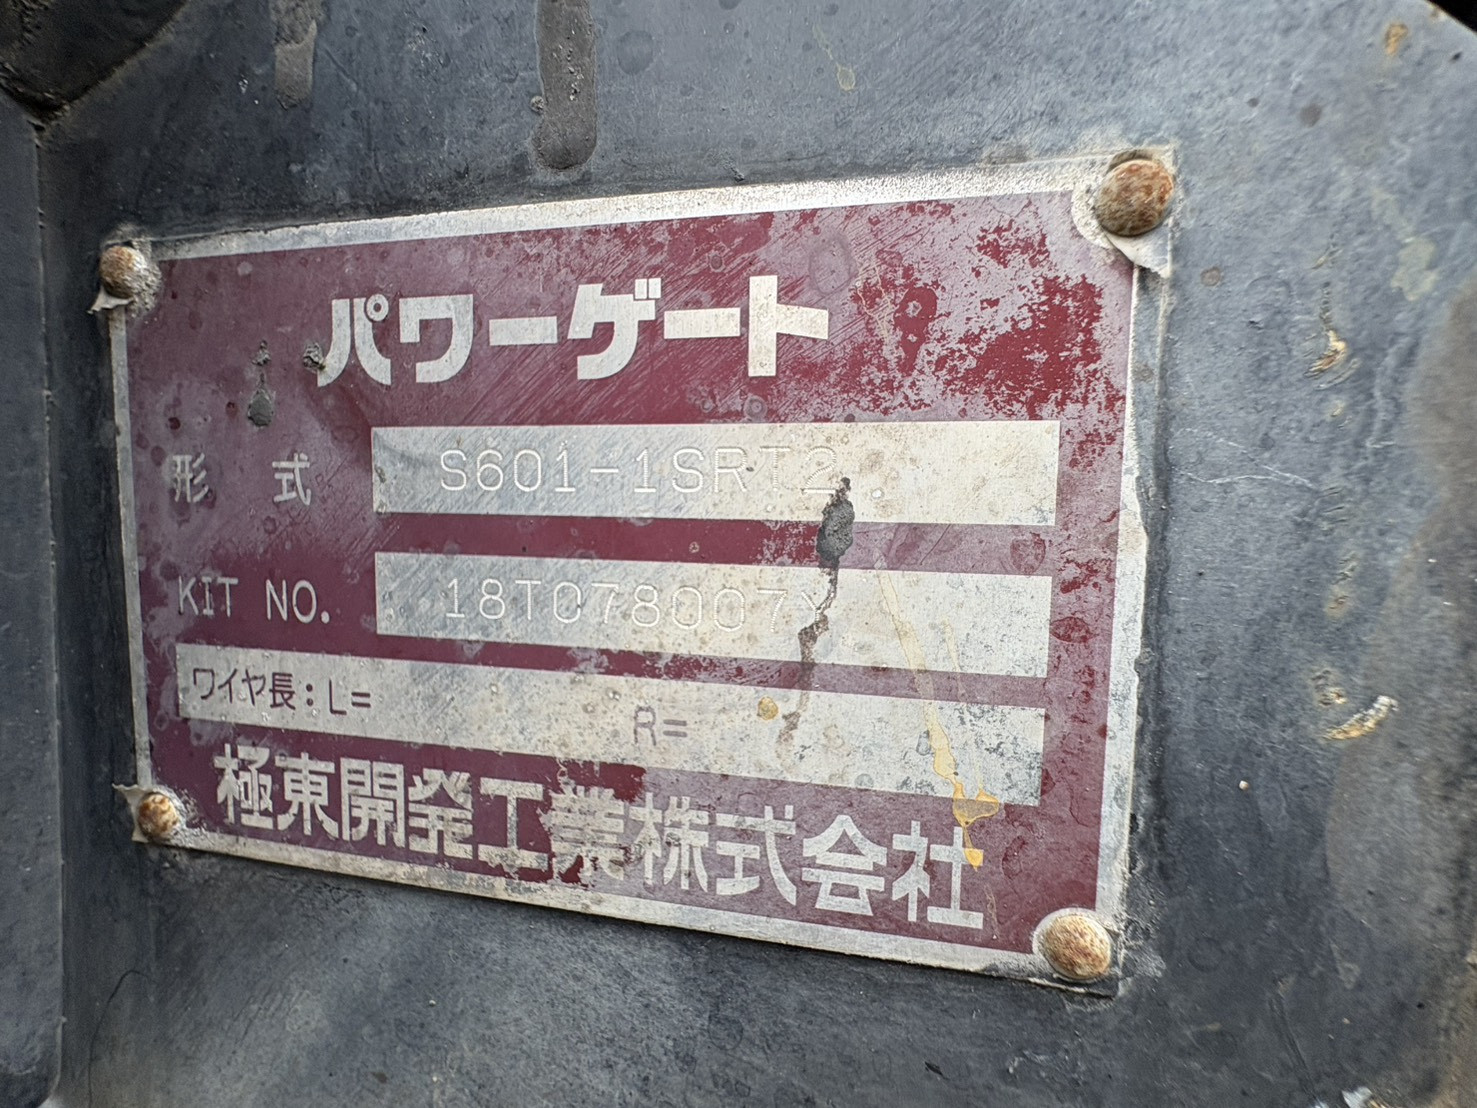 パワーゲート
形式 S601-1SRT2
KIT NO. 18T078007Y
ワイヤ長：L= R=
極東開発工業株式会社